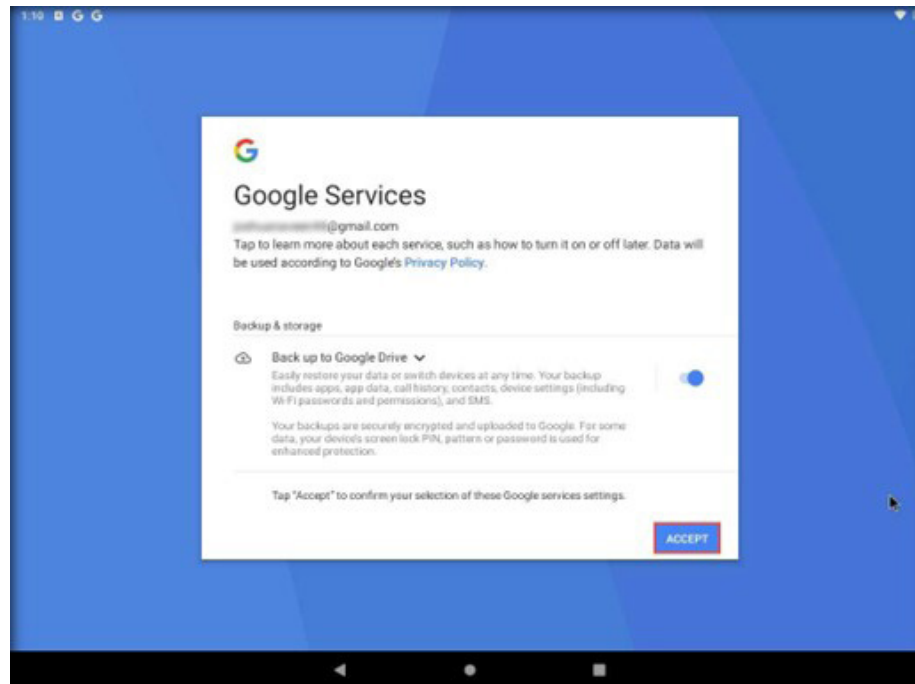 1:10 G G
G
Google Services
@gmail.com
Tap to learn more about each service, such as how to turn it on or off later. Data will
be used according to Google's Privacy Policy.
Backup & storage
Back up to Google Drive
Easily restore your data or switch devices at any time. Your backup
includes apps, app data, call history, contacts, device settings (including
Wi-Fi passwords and permissions), and SMS.
Your backups are securely encrypted and uploaded to Google. For some
data, your device's screen lock PIN, pattern or password is used for
enhanced protection.
Tap "Accept" to confirm your selection of these Google services settings.
ACCEPT